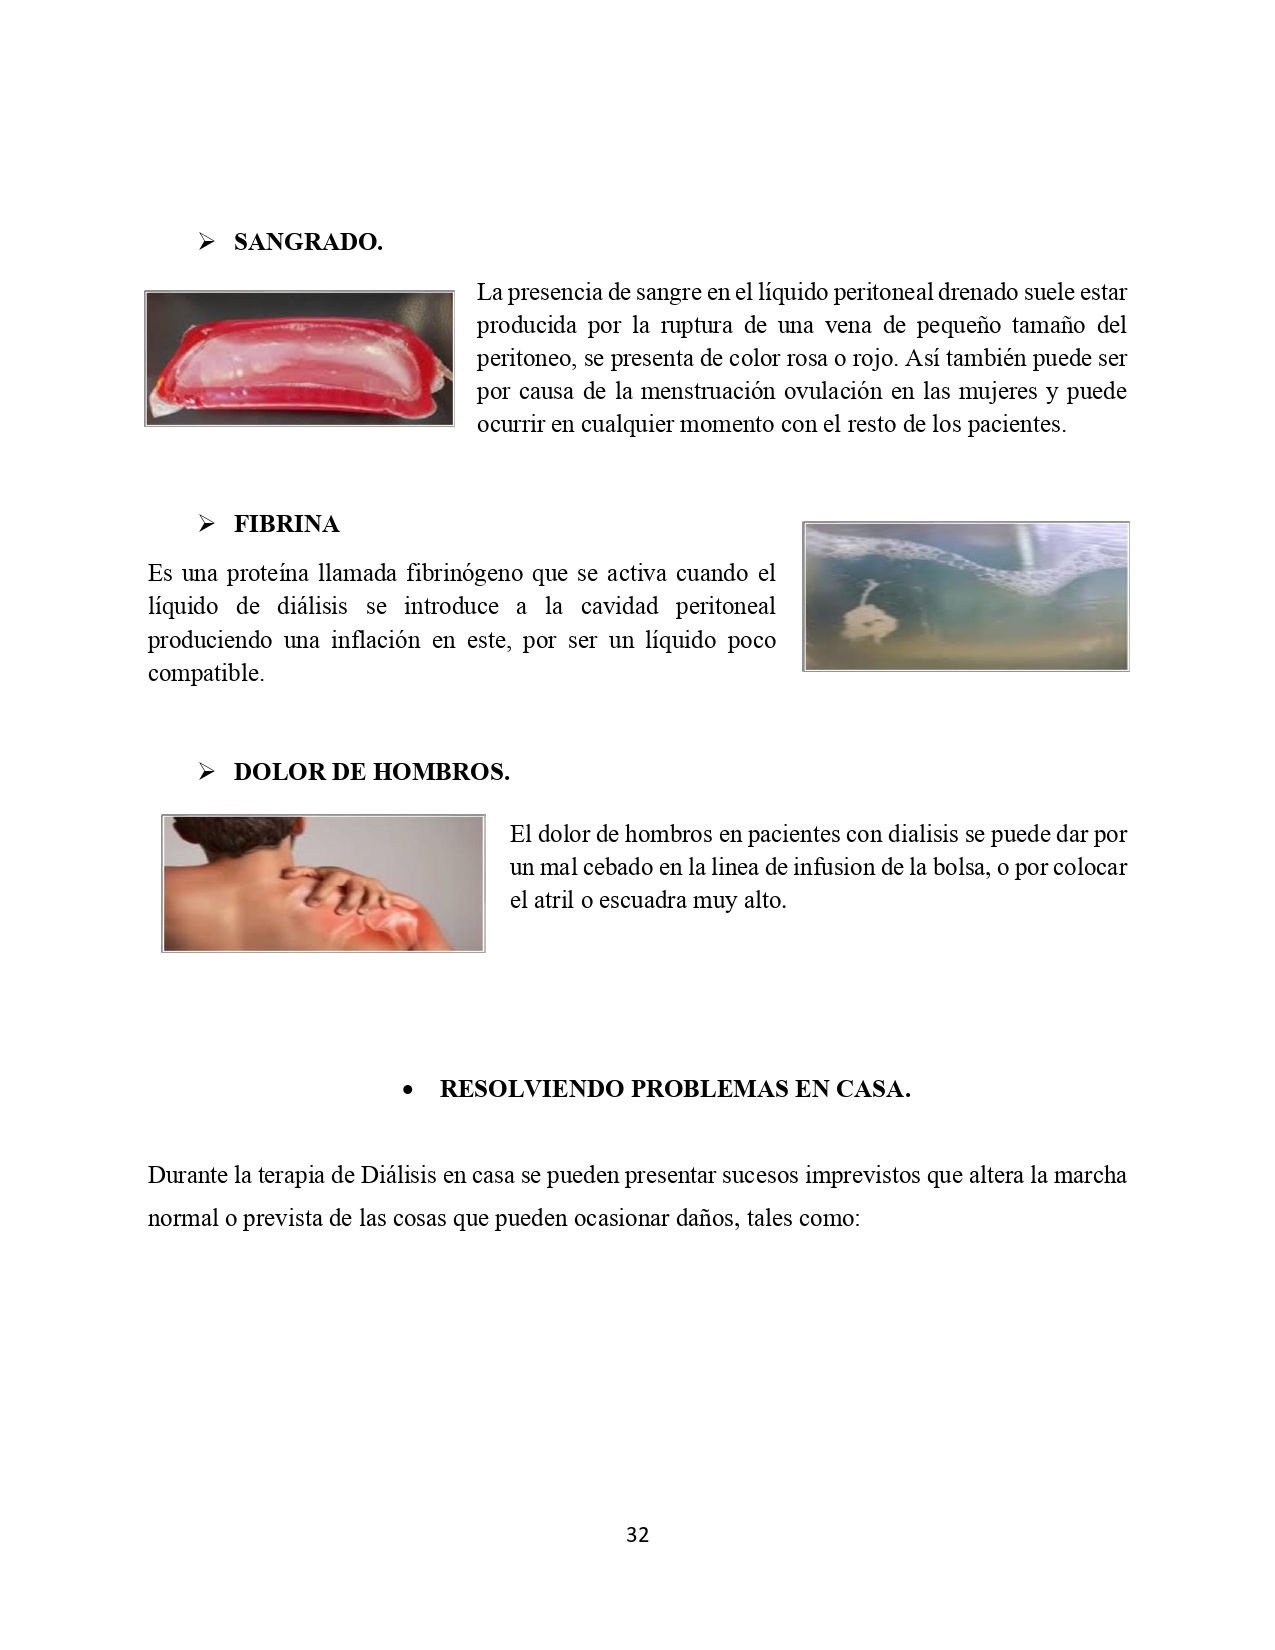 ➢ SANGRADO.
La presencia de sangre en el líquido peritoneal drenado suele estar
producida por la ruptura de una vena de pequeño tamaño del
peritoneo, se presenta de color rosa o rojo. Así también puede ser
por causa de la menstruación ovulación en las mujeres y puede
ocurrir en cualquier momento con el resto de los pacientes.
➢ FIBRINA
Es una proteína llamada fibrinógeno que se activa cuando el
líquido de diálisis se introduce a la cavidad peritoneal
produciendo una inflación en este, por ser un líquido poco
compatible.
➢ DOLOR DE HOMBROS.
El dolor de hombros en pacientes con dialisis se puede dar por
un mal cebado en la linea de infusion de la bolsa, o por colocar
el atril o escuadra muy alto.
• RESOLVIENDO PROBLEMAS EN CASA.
Durante la terapia de Diálisis en casa se pueden presentar sucesos imprevistos que altera la marcha
normal o prevista de las cosas que pueden ocasionar daños, tales como:
32